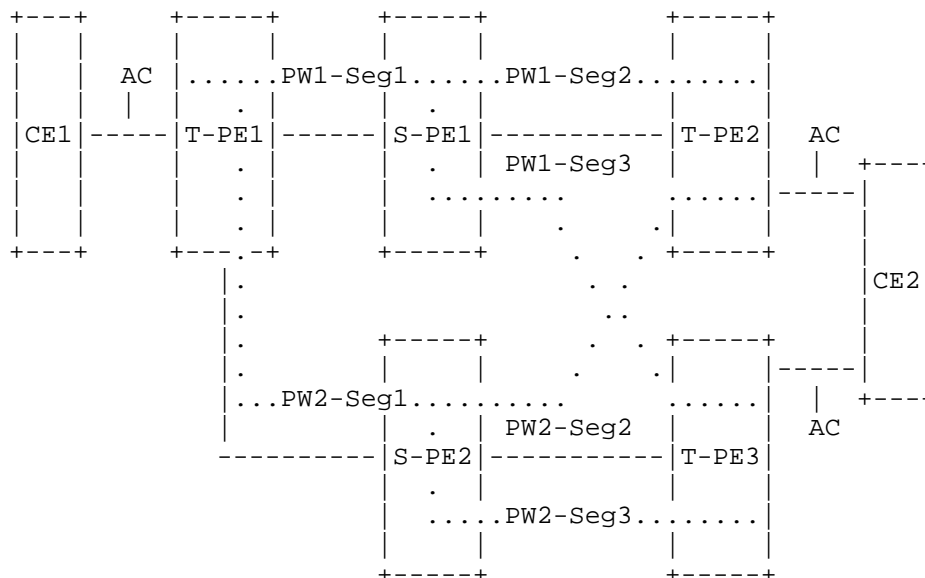 AC PW1-Seg1 PW1-Seg2
CE1 T-PE1 S-PE1 T-PE2 AC
PW1-Seg3
CE2
PW2-Seg1
PW2-Seg2 AC
S-PE2 T-PE3
PW2-Seg3